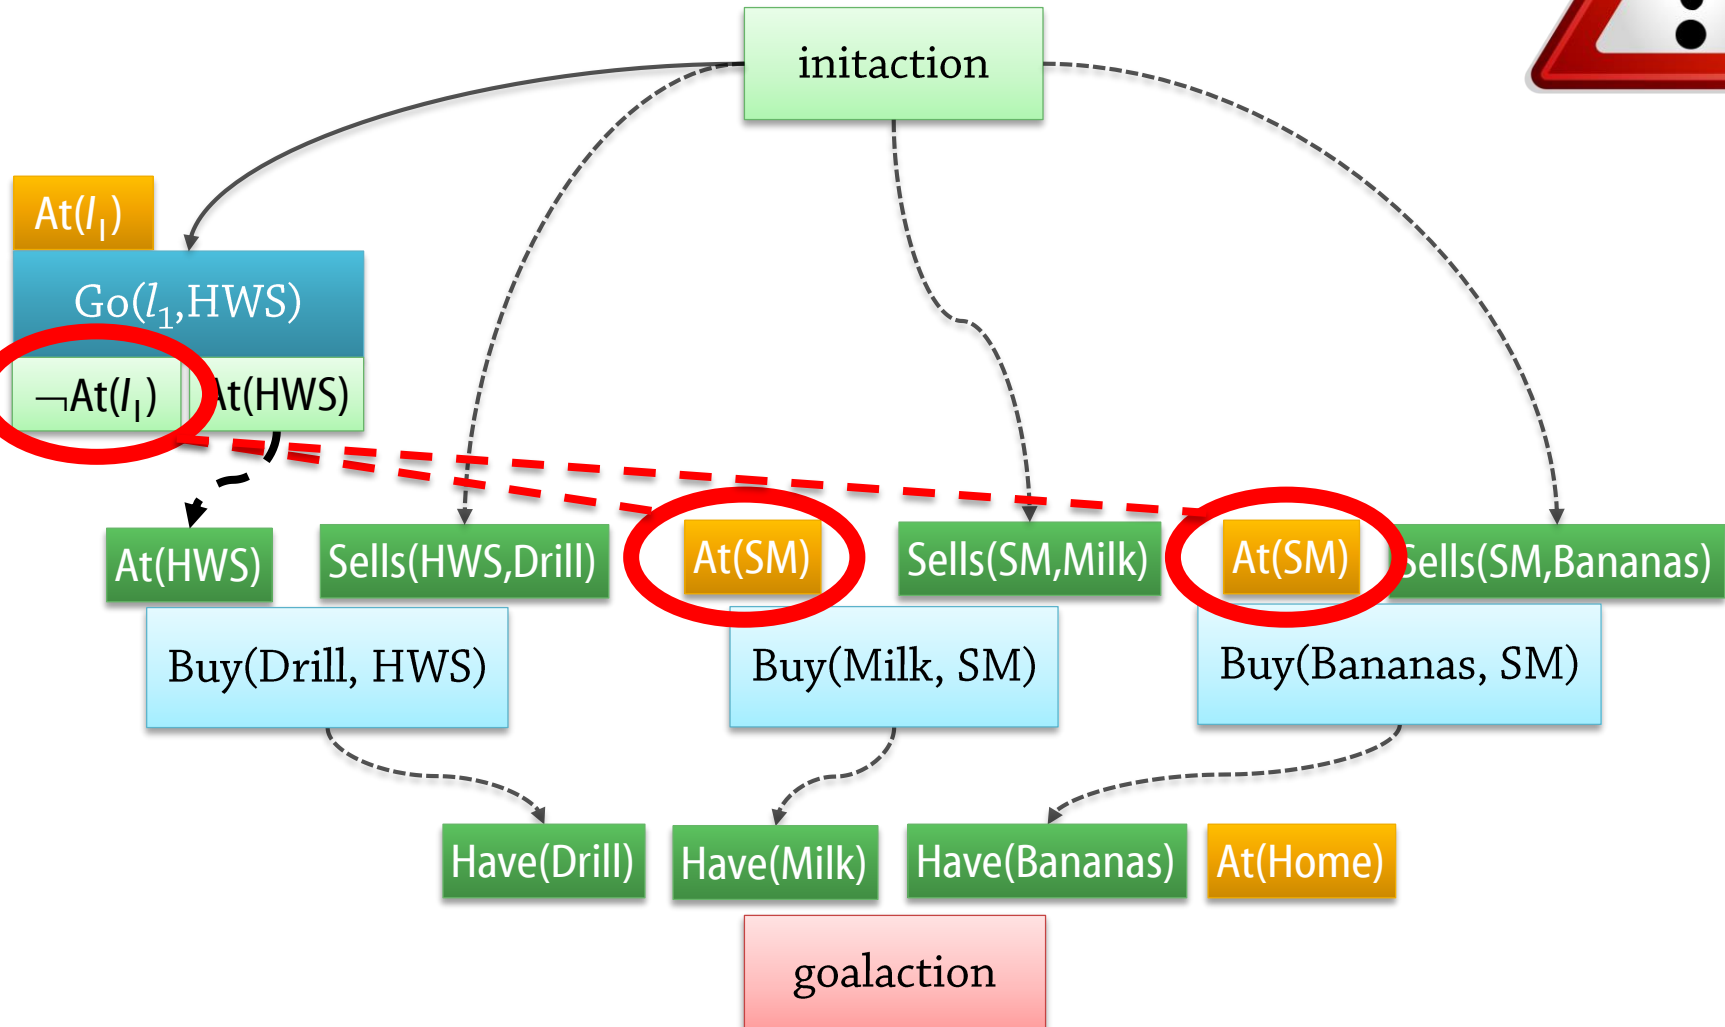 initaction
At(l₁)
Go(l₁,HWS)
¬At(l₁) At(HWS)
At(HWS) Sells(HWS,Drill) At(SM) Sells(SM,Milk) At(SM) Sells(SM,Bananas)
Buy(Drill, HWS) Buy(Milk, SM) Buy(Bananas, SM)
Have(Drill) Have(Milk) Have(Bananas) At(Home)
goalaction